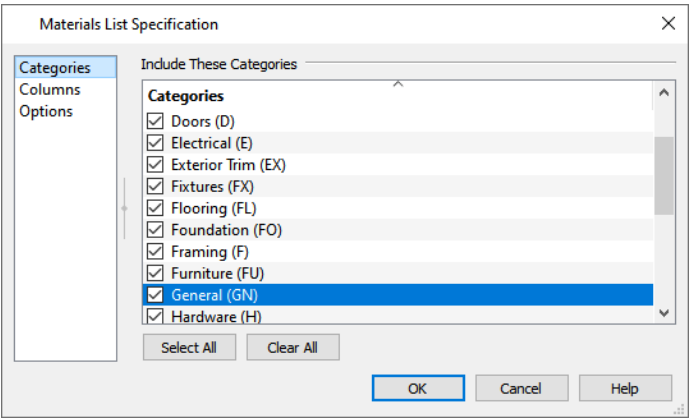 Materials List Specification
Categories
Columns
Options
Include These Categories
Categories
Doors (D)
Electrical (E)
Exterior Trim (EX)
Fixtures (FX)
Flooring (FL)
Foundation (FO)
Framing (F)
Furniture (FU)
General (GN)
Hardware (H)
Select All
Clear All
OK
Cancel
Help